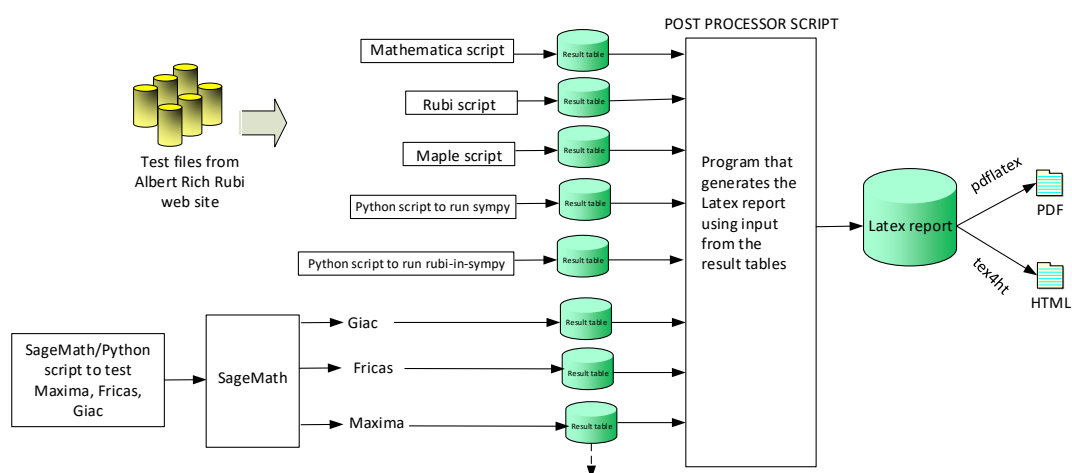 POST PROCESSOR SCRIPT
Mathematica script
Result table
Rubi script
Result table
Maple script
Result table
Python script to run sympy
Result table
Python script to run rubi-in-sympy
Result table
Test files from
Albert Rich Rubi
web site
Program that
generates the
Latex report
using input
from the
result tables
Latex report
pdflatex
PDF
tex4ht
HTML
SageMath/Python
script to test
Maxima, Fricas,
Giac
SageMath
Giac
Result table
Fricas
Result table
Maxima
Result table